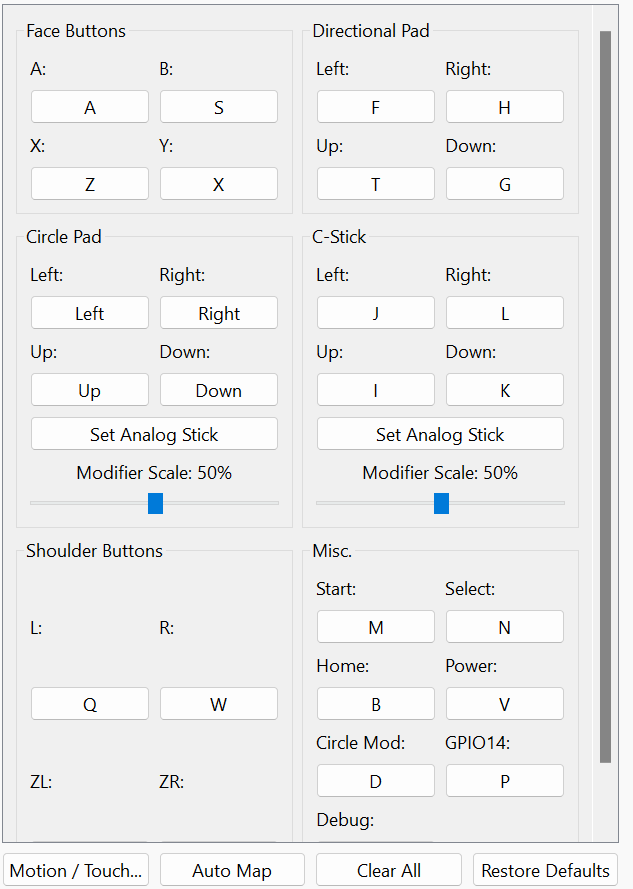 Face Buttons
A: B:
A S
X: Y:
Z X
Directional Pad
Left: Right:
F H
Up: Down:
T G
Circle Pad
Left: Right:
Left Right
Up: Down:
Up Down
Set Analog Stick
Modifier Scale: 50%
C-Stick
Left: Right:
J L
Up: Down:
I K
Set Analog Stick
Modifier Scale: 50%
Shoulder Buttons
L: R:
Q W
ZL: ZR:
Misc.
Start: Select:
M N
Home: Power:
B V
Circle Mod: GPIO14:
D P
Debug:
Motion / Touch... Auto Map Clear All Restore Defaults